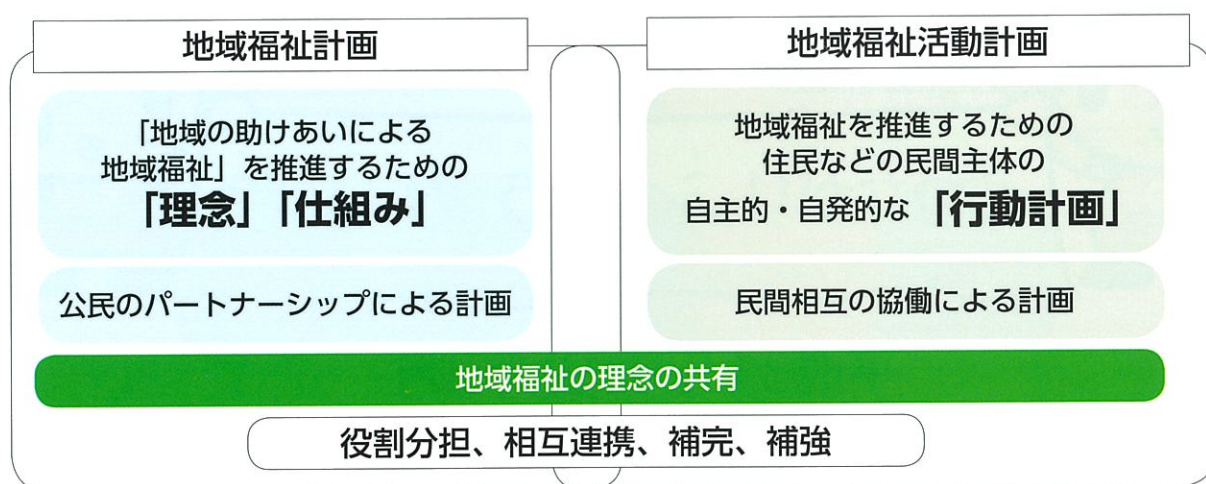 地域福祉計画
「地域の助けあいによる
地域福祉」を推進するための
「理念」「仕組み」
公民のパートナーシップによる計画
地域福祉活動計画
地域福祉を推進するための
住民などの民間主体の
自主的・自発的な「行動計画」
民間相互の協働による計画
地域福祉の理念の共有
役割分担、相互連携、補完、補強